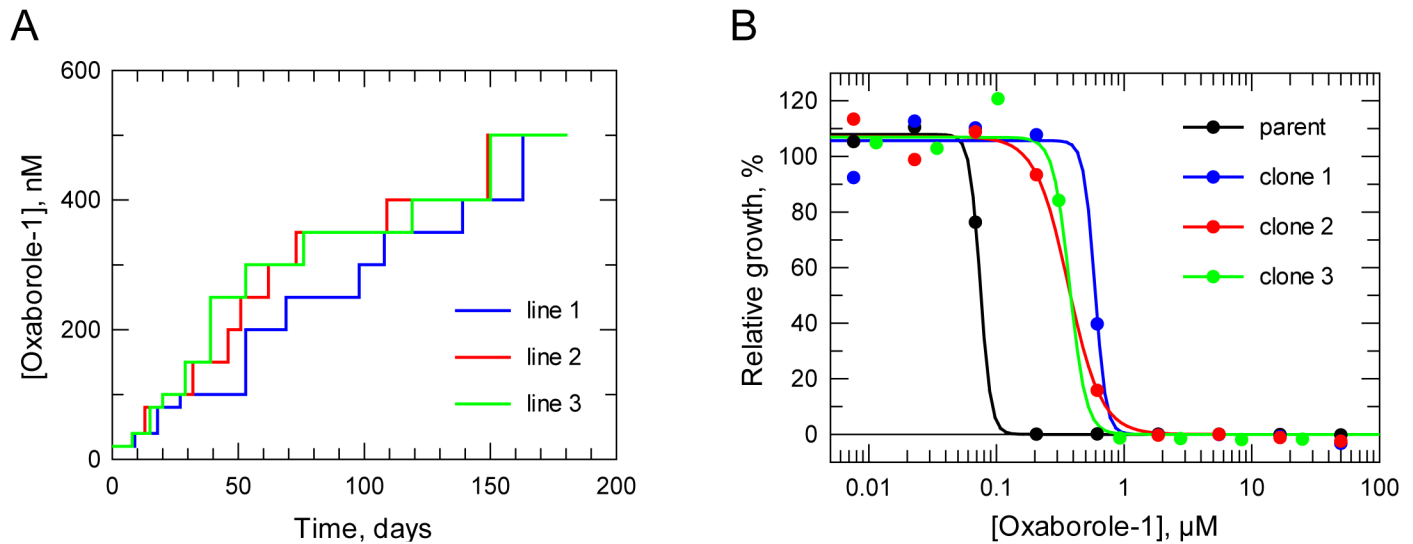 A
[Oxaborole-1], nM
600
400
200
0
line 1
line 2
line 3
0
50
100
150
200
Time, days
B
Relative growth, %
120
100
80
60
40
20
0
parent
clone 1
clone 2
clone 3
0.01
0.1
1
10
100
[Oxaborole-1], µM